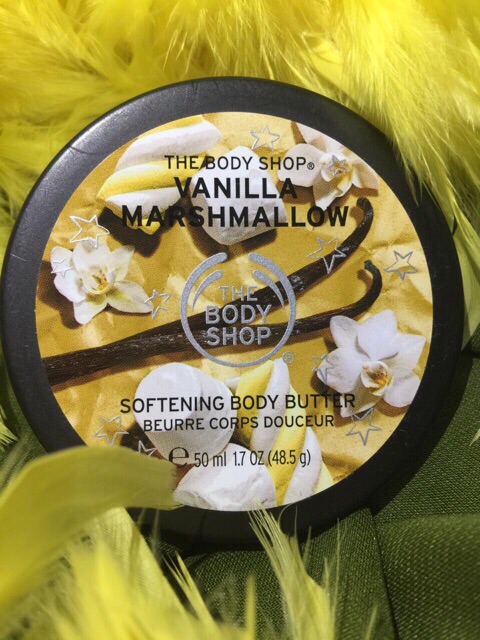 THE BODY SHOP®
VANILLA
MARSHMALLOW
THE
BODY
SHOP®
SOFTENING BODY BUTTER
BEURRE CORPS DOUCEUR
℮ 50 ml 1.7 OZ (48.5 g)